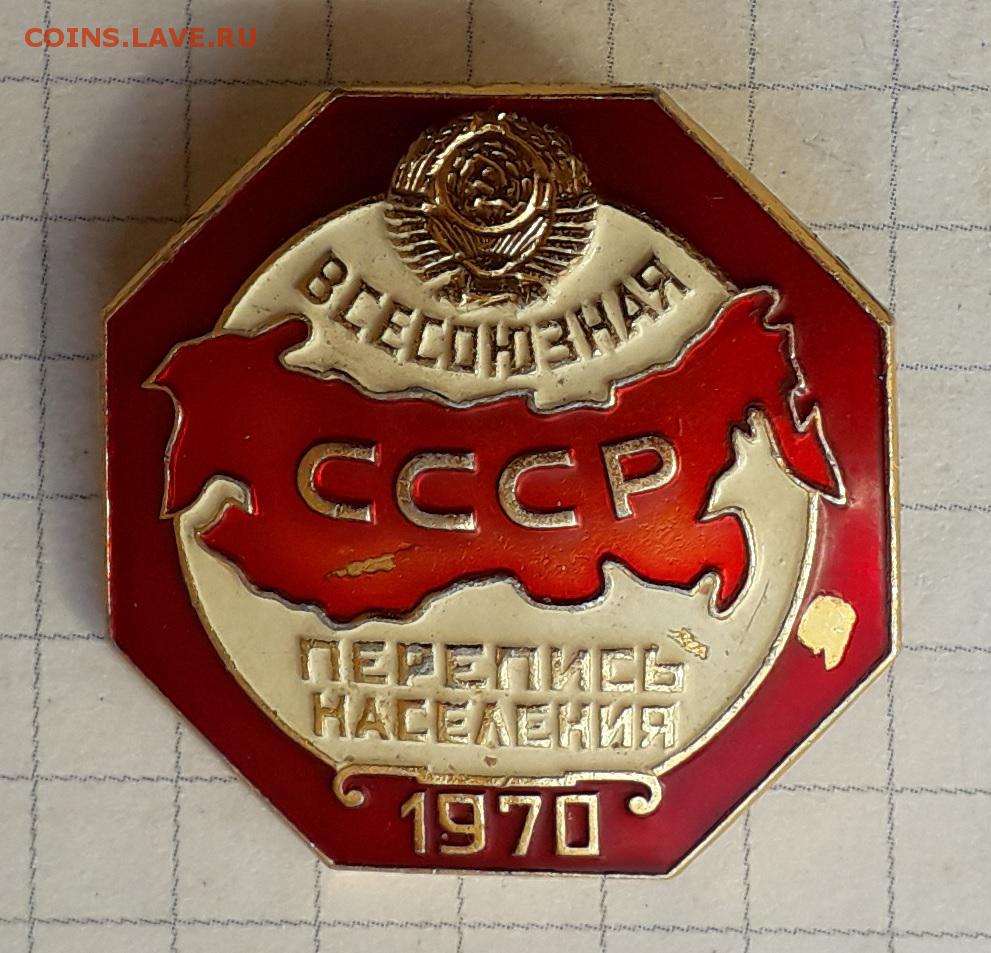 COINS.LAVE.RU
ВСЕСОЮЗНАЯ
СССР
ПЕРЕПИСЬ
НАСЕЛЕНИЯ
1970